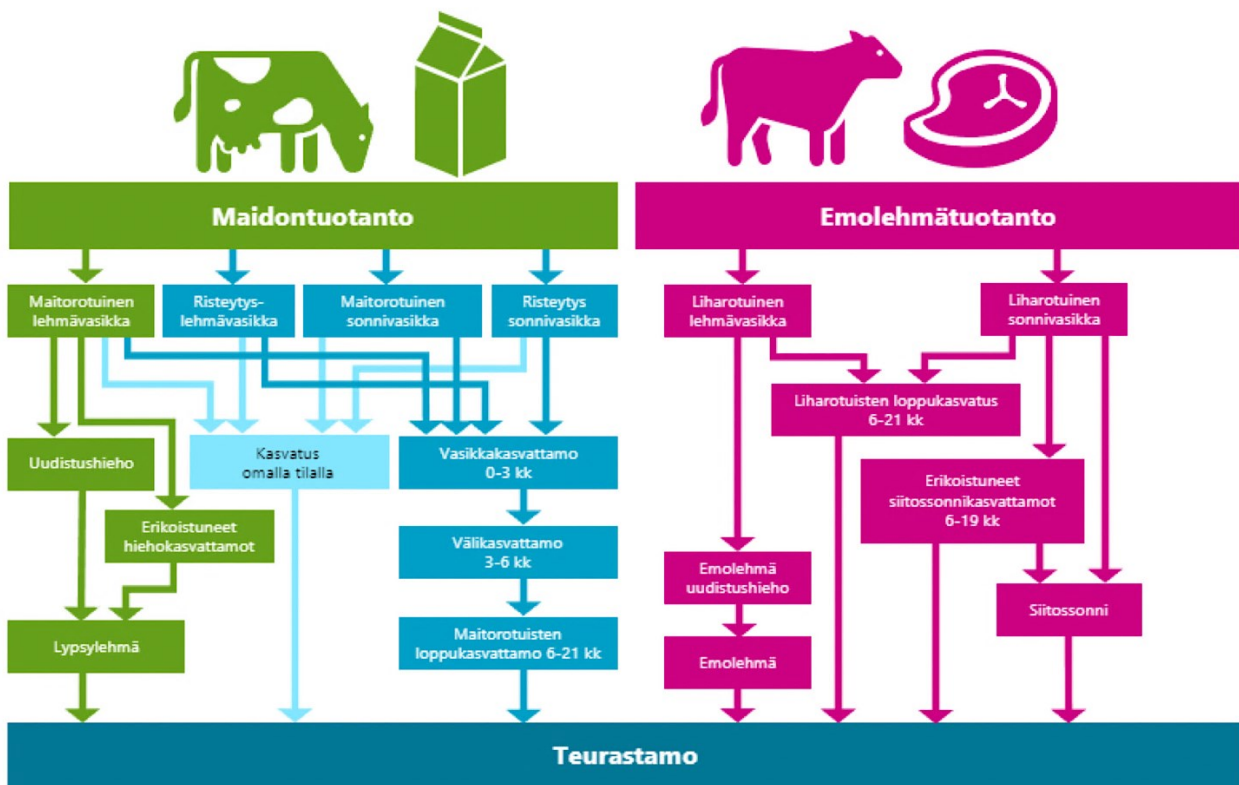 Maidontuotanto
Emolehmätuotanto
Maitorotuinen
lehmävasikka
Risteytys-
lehmävasikka
Maitorotuinen
sonnivasikka
Risteytys
sonnivasikka
Liharotuinen
lehmävasikka
Liharotuinen
sonnivasikka
Liharotuisten loppukasvatus
6-21 kk
Uudistushieho
Kasvatus
omalla tilalla
Vasikkakasvattamo
0-3 kk
Erikoistuneet
siitossonnikasvattamot
6-19 kk
Erikoistuneet
hiehokasvattamot
Välikasvattamo
3-6 kk
Emolehmä
uudistushieho
Siitossonni
Lypsylehmä
Maitorotuisten
loppukasvattamo 6-21 kk
Emolehmä
Teurastamo